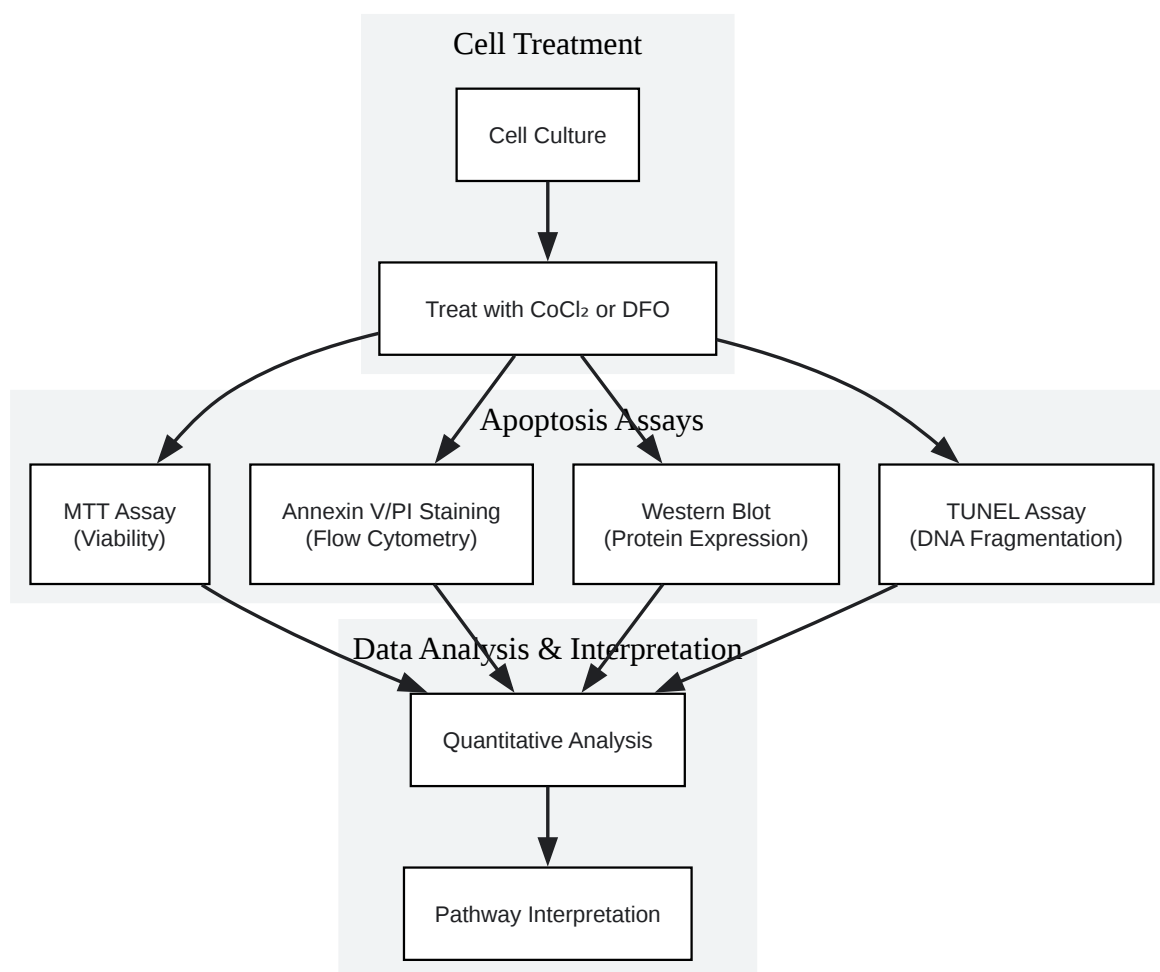 Cell Treatment
Cell Culture
Treat with CoCl₂ or DFO
Apoptosis Assays
MTT Assay
(Viability)
Annexin V/PI Staining
(Flow Cytometry)
Western Blot
(Protein Expression)
TUNEL Assay
(DNA Fragmentation)
Data Analysis & Interpretation
Quantitative Analysis
Pathway Interpretation